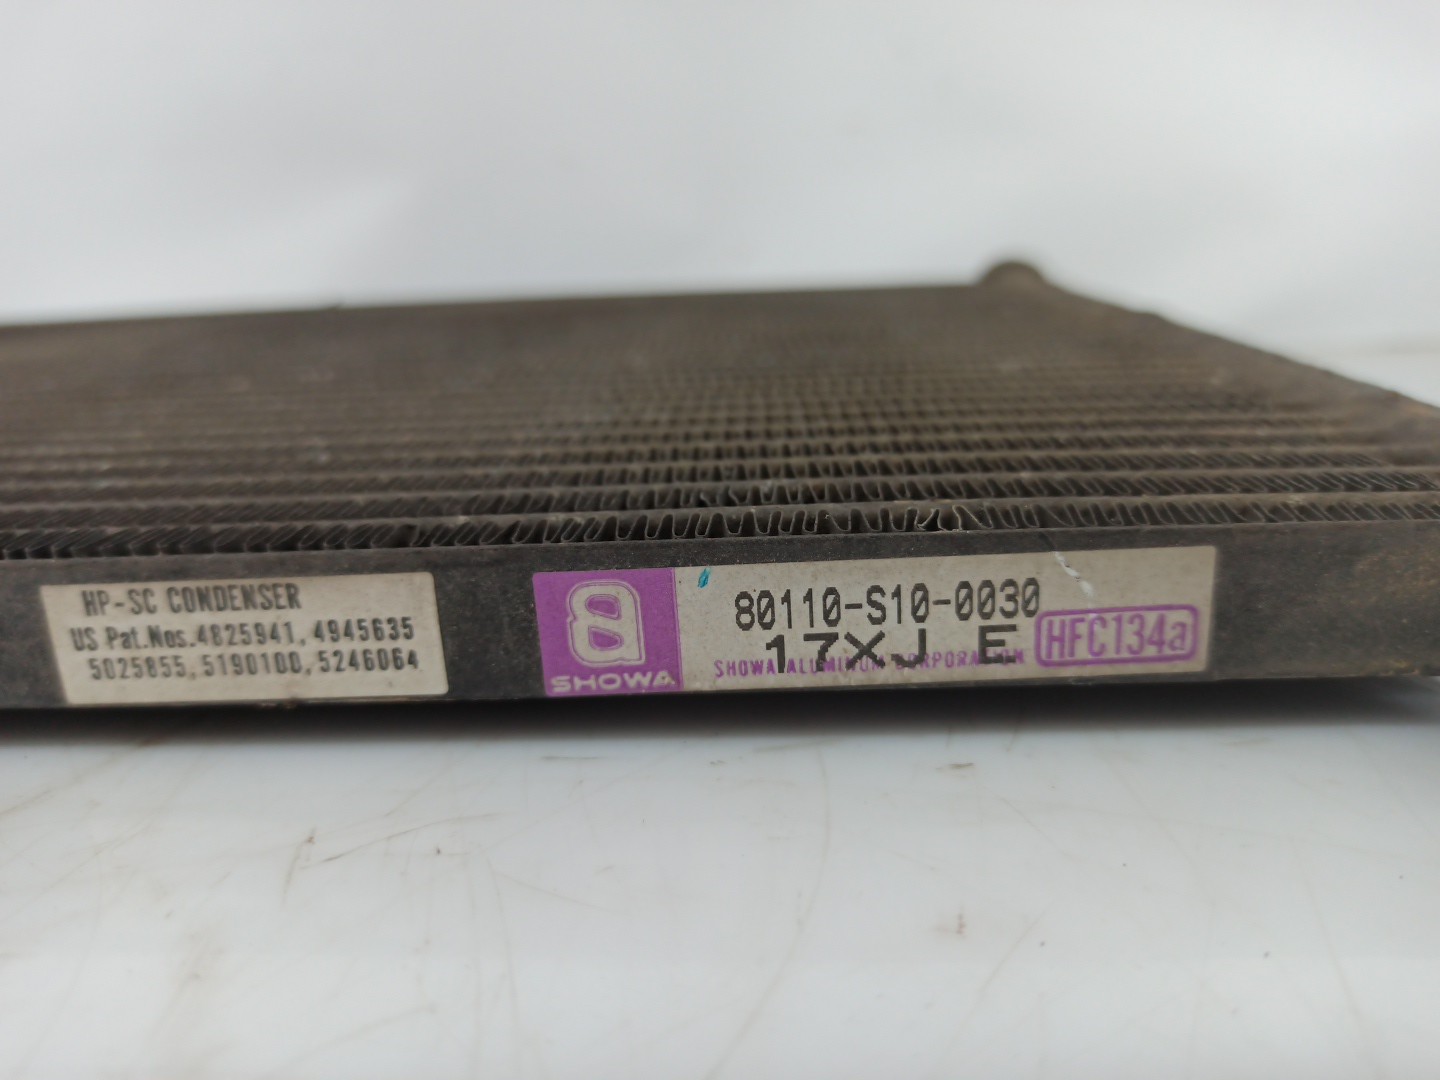 HP-SC CONDENSER
US Pat.Nos.4825941,4945635
5025855,5190100,5246064
SHOWA
80110-S10-0030
17XJ E
SHOWA ALUMINUM CORPORATION
HFC134a